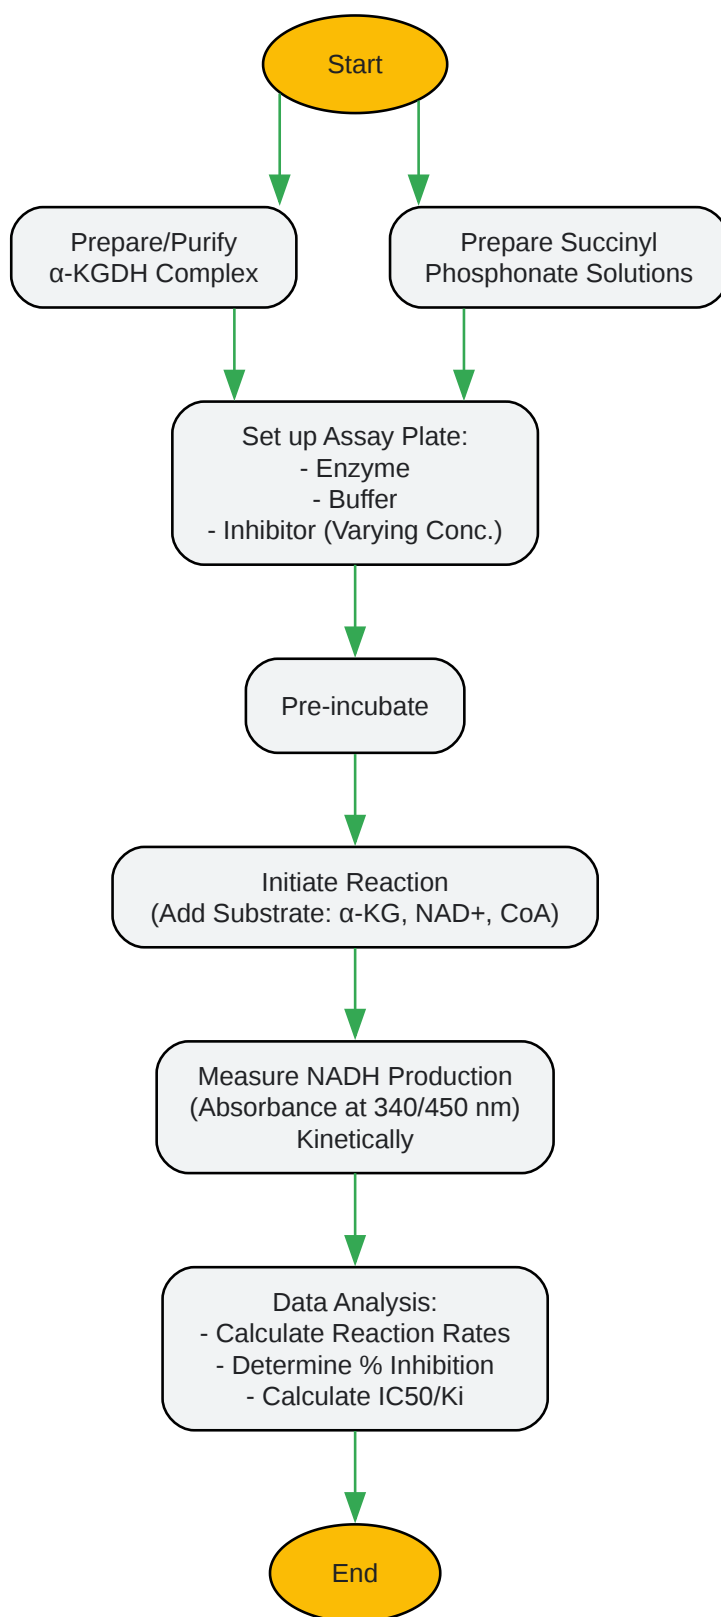 Start
Prepare/Purify
α-KGDH Complex
Prepare Succinyl
Phosphonate Solutions
Set up Assay Plate:
- Enzyme
- Buffer
- Inhibitor (Varying Conc.)
Pre-incubate
Initiate Reaction
(Add Substrate: α-KG, NAD+, CoA)
Measure NADH Production
(Absorbance at 340/450 nm)
Kinetically
Data Analysis:
- Calculate Reaction Rates
- Determine % Inhibition
- Calculate IC50/Ki
End